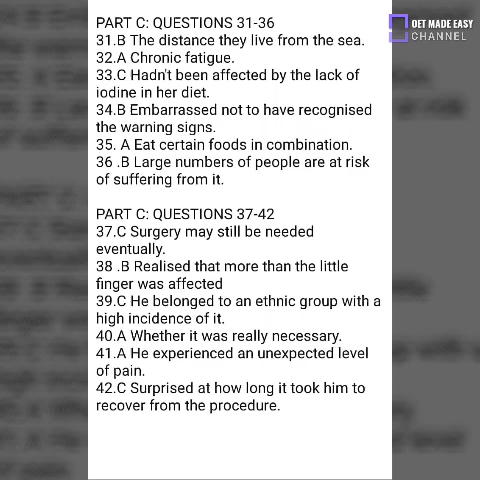 OET MADE EASY
CHANNEL
PART C: QUESTIONS 31-36
31.B The distance they live from the sea.
32.A Chronic fatigue.
33.C Hadn't been affected by the lack of
iodine in her diet.
34.B Embarrassed not to have recognised
the warning signs.
35. A Eat certain foods in combination.
36 .B Large numbers of people are at risk
of suffering from it.
PART C: QUESTIONS 37-42
37.C Surgery may still be needed
eventually.
38 .B Realised that more than the little
finger was affected
39.C He belonged to an ethnic group with a
high incidence of it.
40.A Whether it was really necessary.
41.A He experienced an unexpected level
of pain.
42.C Surprised at how long it took him to
recover from the procedure.